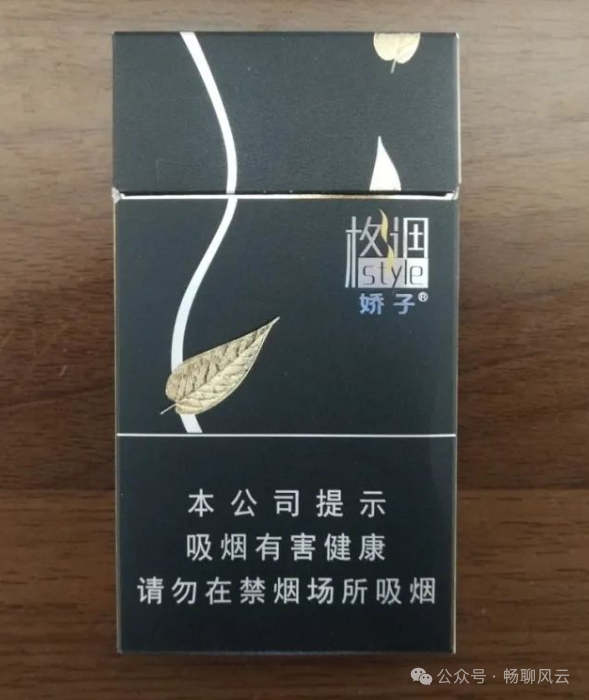 格调
style
娇子®
本公司提示
吸烟有害健康
请勿在禁烟场所吸烟
公众号·畅聊风云